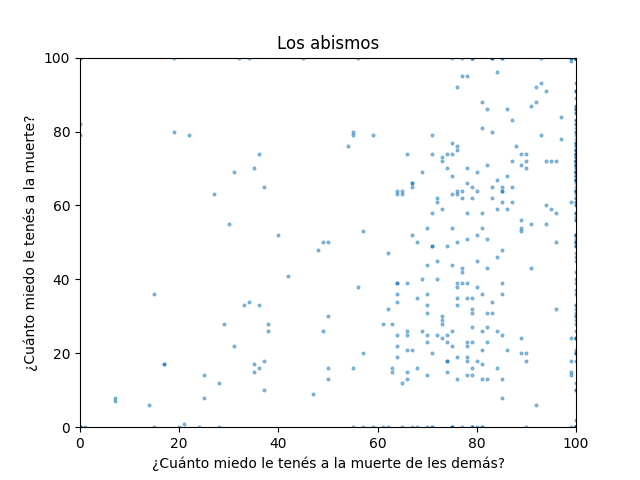 Los abismos
100
80
60
40
20
0
¿Cuánto miedo le tenés a la muerte?
0 20 40 60 80 100
¿Cuánto miedo le tenés a la muerte de les demás?